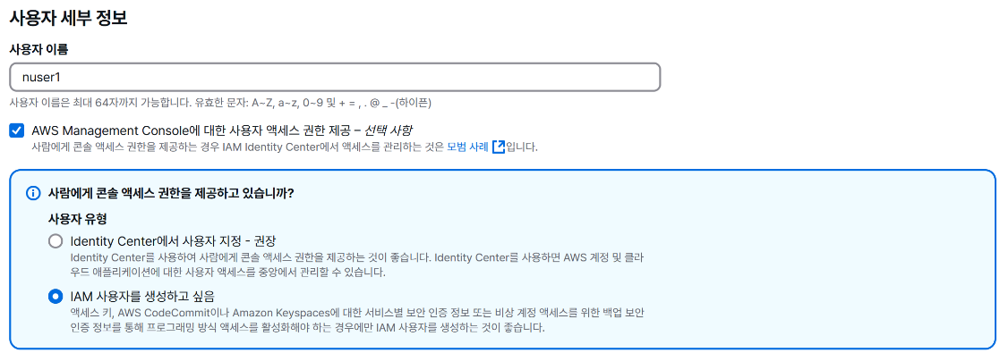 사용자 세부 정보
사용자 이름
nuser1
사용자 이름은 최대 64자까지 가능합니다. 유효한 문자: A~Z, a~z, 0~9 및 + = , . @ _ -(하이픈)
AWS Management Console에 대한 사용자 액세스 권한 제공 – 선택 사항
사람에게 콘솔 액세스 권한을 제공하는 경우 IAM Identity Center에서 액세스를 관리하는 것은 모범 사례입니다.
사람에게 콘솔 액세스 권한을 제공하고 있습니까?
사용자 유형
Identity Center에서 사용자 지정 - 권장
Identity Center를 사용하여 사람에게 콘솔 액세스 권한을 제공하는 것이 좋습니다. Identity Center를 사용하면 AWS 계정 및 클라
우드 애플리케이션에 대한 사용자 액세스를 중앙에서 관리할 수 있습니다.
IAM 사용자를 생성하고 싶음
액세스 키, AWS CodeCommit이나 Amazon Keyspaces에 대한 서비스별 보안 인증 정보 또는 비상 계정 액세스를 위한 백업 보안
인증 정보를 통해 프로그래밍 방식 액세스를 활성화해야 하는 경우에만 IAM 사용자를 생성하는 것이 좋습니다.